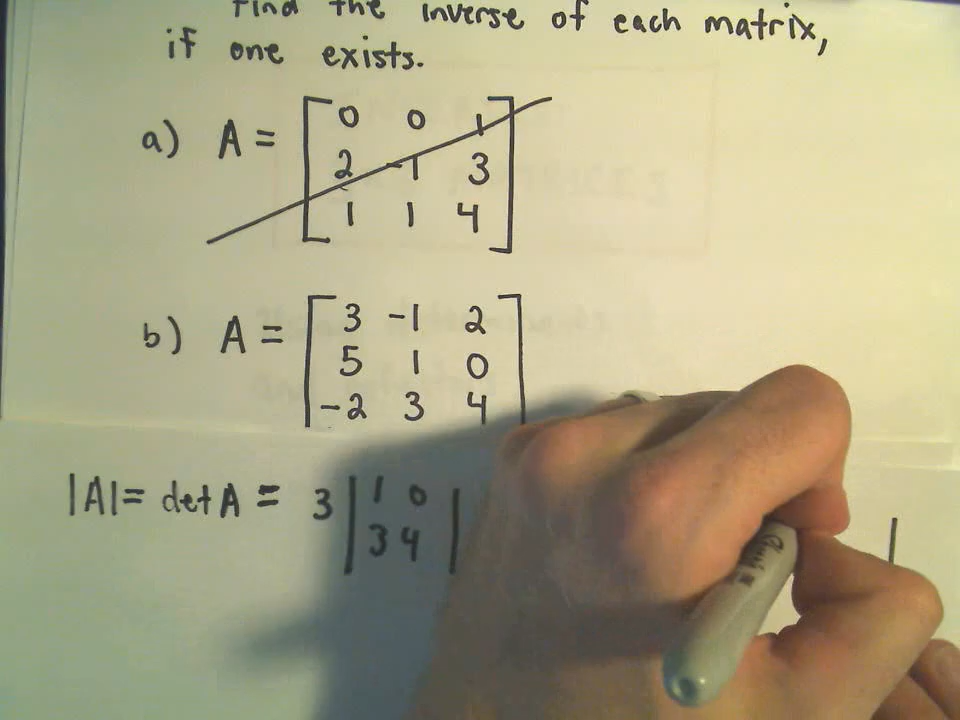 Find the inverse of each matrix,
if one exists.
a) A = [ 0 0 1
2 -1 3
1 1 4 ]
b) A = [ 3 -1 2
5 1 0
-2 3 4 ]
|A| = det A = 3 | 1 0
3 4 |